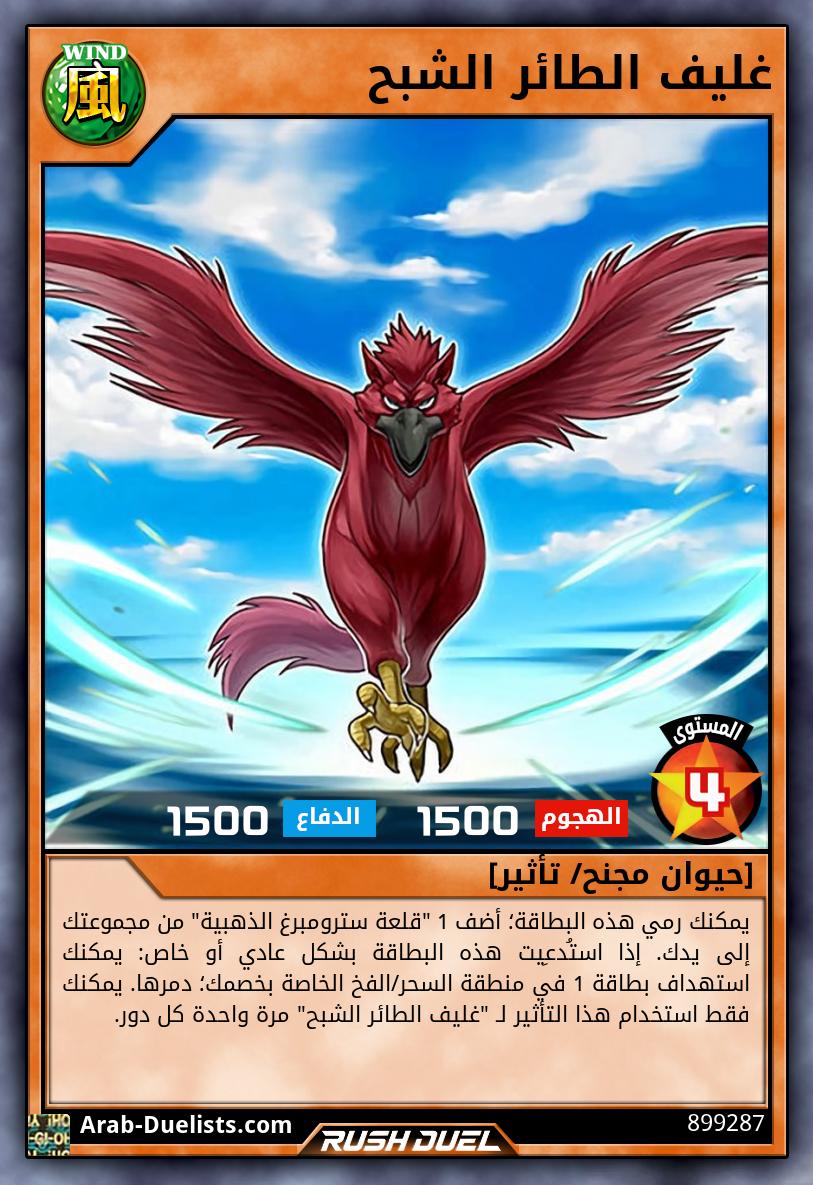 WIND
風
غليف الطائر الشبح
المستوى
4
الهجوم 1500 الدفاع 1500
[حيوان مجنح/ تأثير]
يمكنك رمي هذه البطاقة؛ أضف 1 "قلعة سترومبرغ الذهبية" من مجموعتك
إلى يدك. إذا استُدعيت هذه البطاقة بشكل عادي أو خاص: يمكنك
استهداف بطاقة 1 في منطقة السحر/الفخ الخاصة بخصمك؛ دمرها. يمكنك
فقط استخدام هذا التأثير لـ "غليف الطائر الشبح" مرة واحدة كل دور.
Arab-Duelists.com
RUSH DUEL
899287